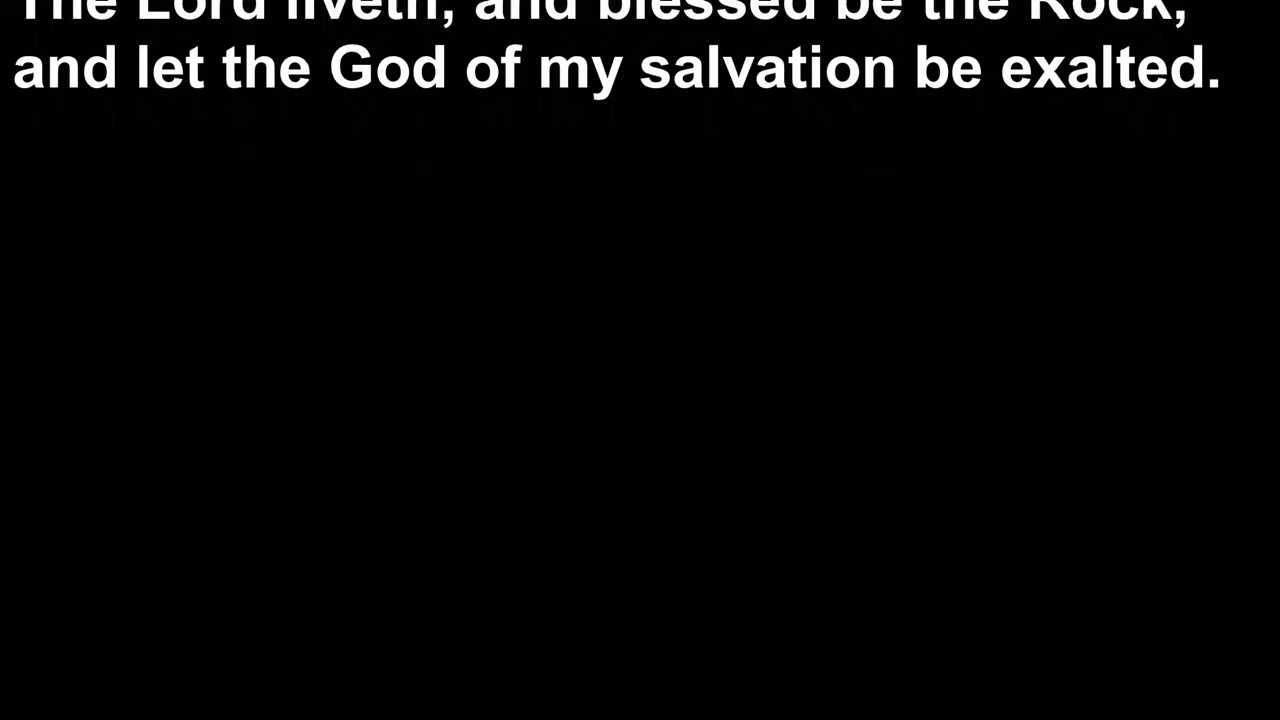 The Lord liveth, and blessed be the Rock,
and let the God of my salvation be exalted.